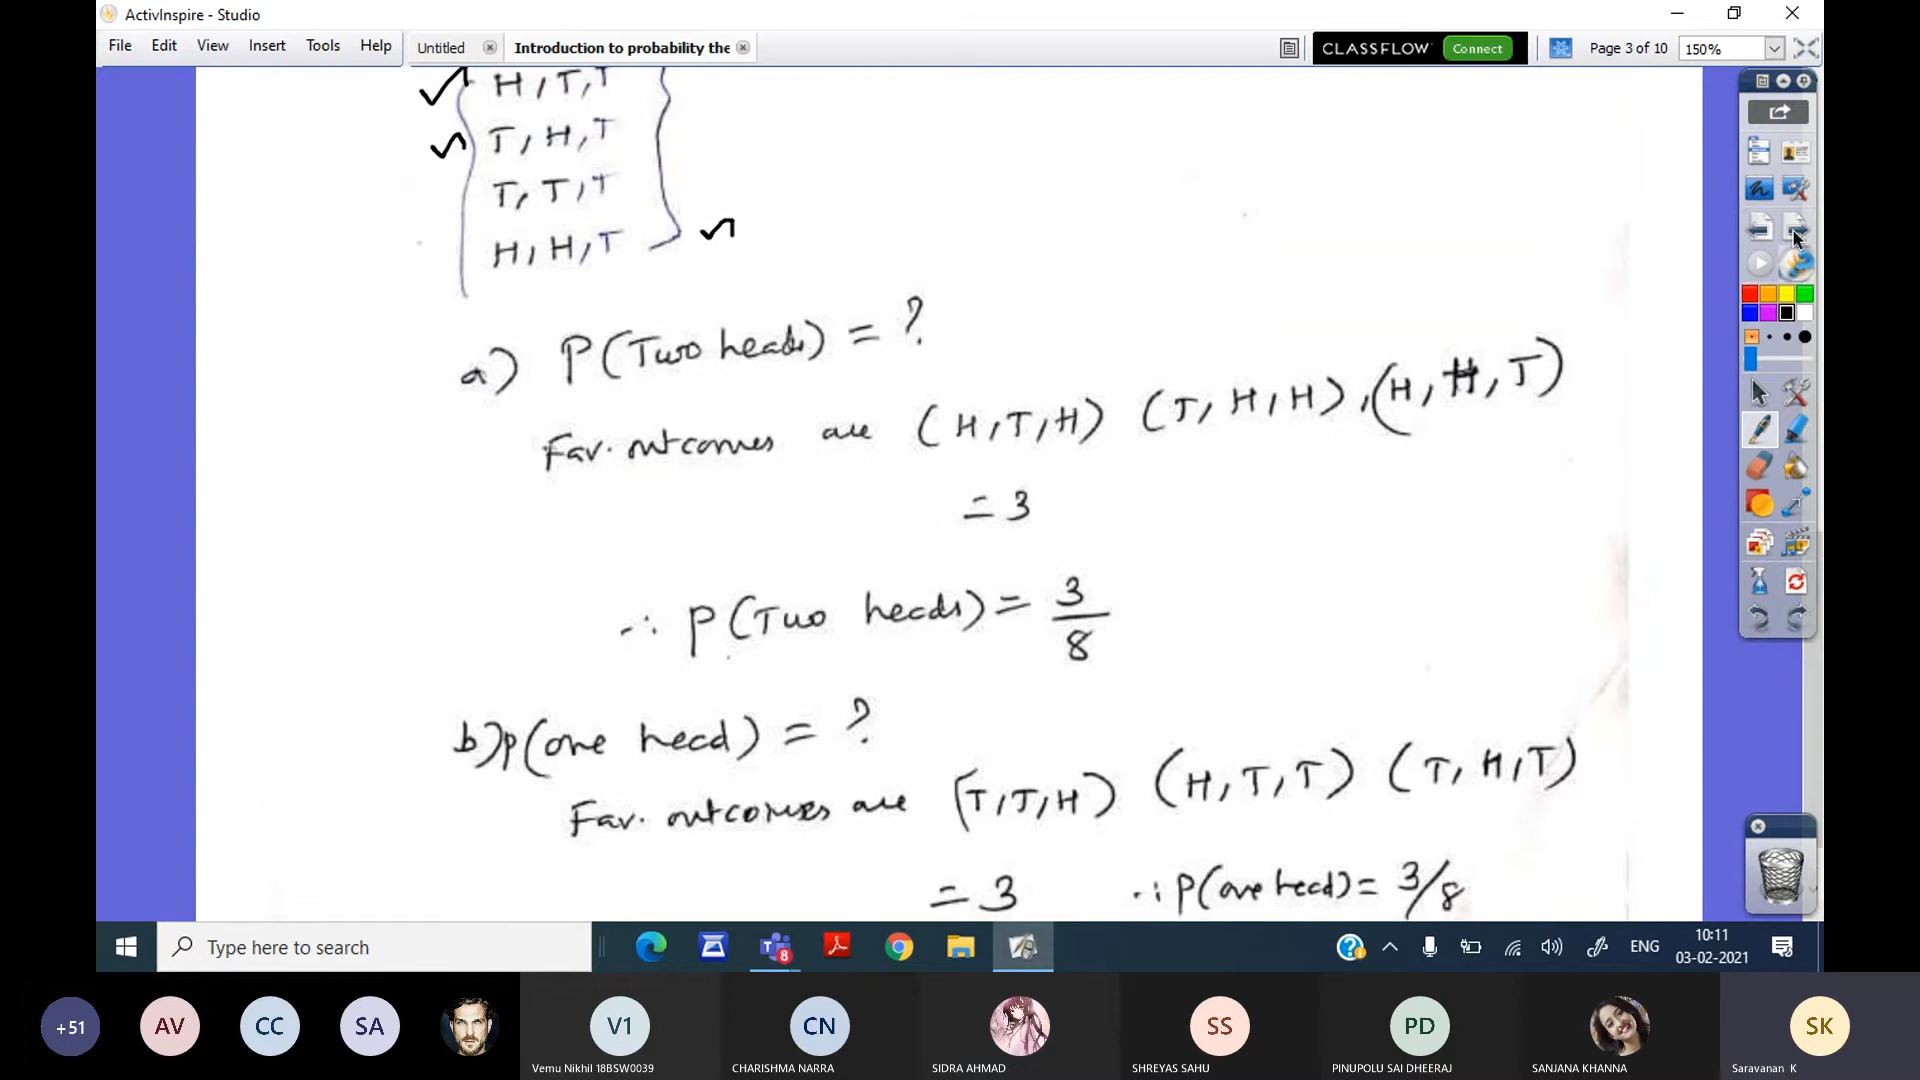 ActivInspire - Studio
File Edit View Insert Tools Help
Untitled
Introduction to probability the
CLASSFLOW Connect
Page 3 of 10
150%
H, T, T
T, H, T
T, T, T
H, H, T
a) P(Two heads) = ?
Fav. outcomes are (H,T,H) (T,H,H), (H,H,T)
= 3
∴ P(Two heads) = 3/8
b) P(one head) = ?
Fav. outcomes are (T,T,H) (H,T,T) (T,H,T)
= 3 ∴ P(one head) = 3/8
Type here to search
8
ENG
10:11
03-02-2021
+51 AV CC SA V1 CN SS PD SK
Vemu Nikhil 18BSW0039
CHARISHMA NARRA
SIDRA AHMAD
SHREYAS SAHU
PINUPOLU SAI DHEERAJ
SANJANA KHANNA
Saravanan K